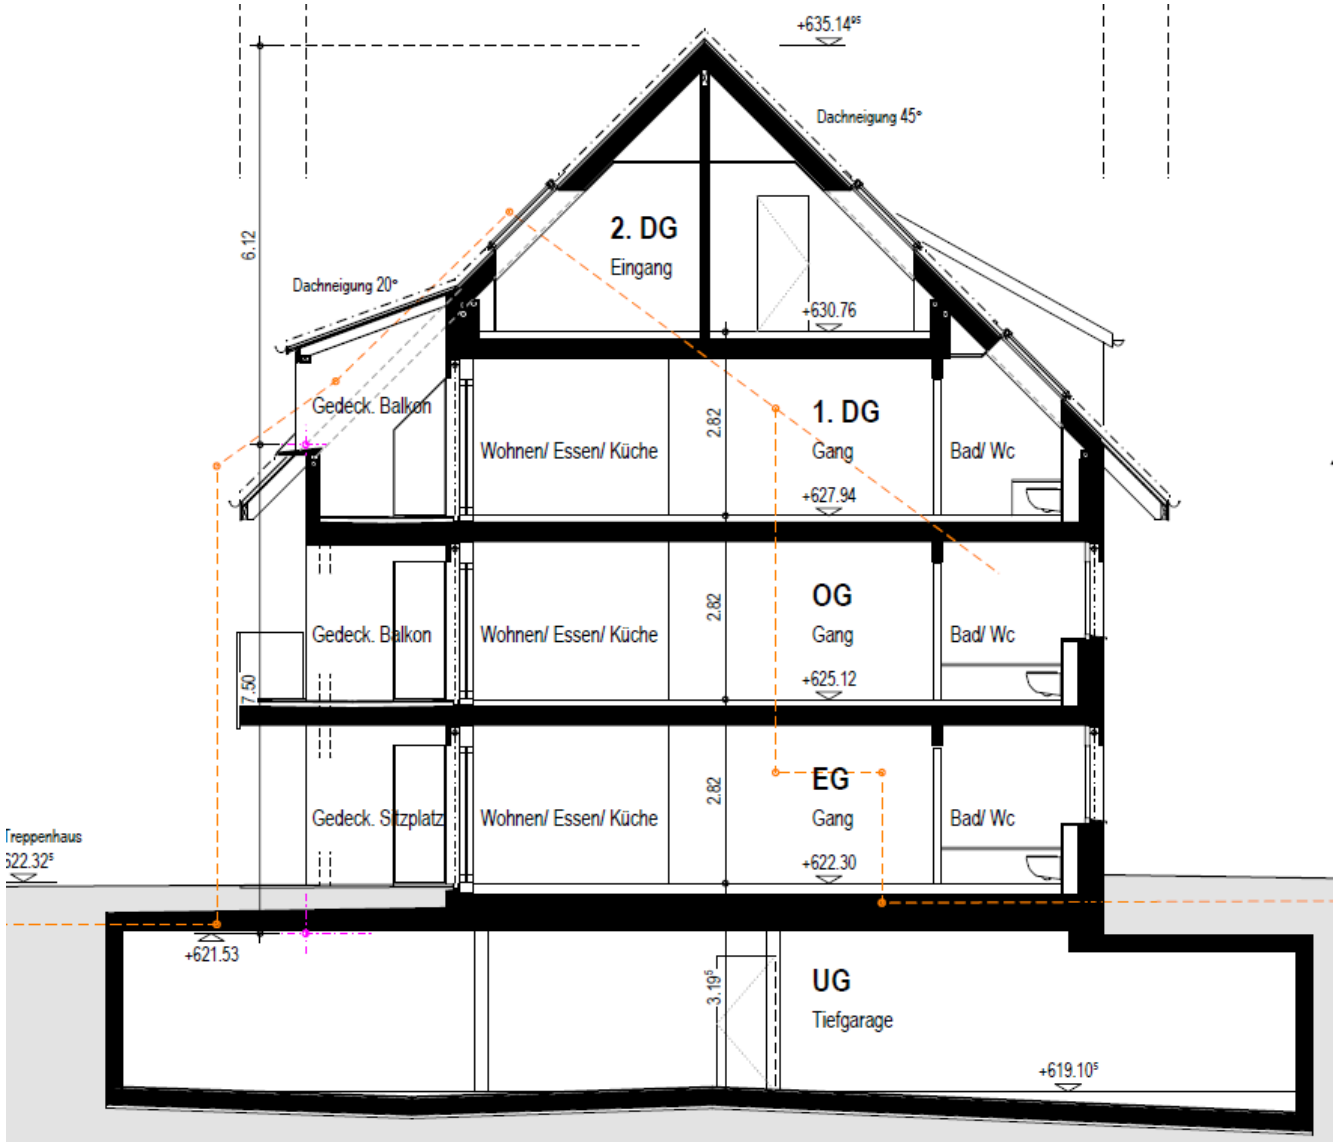 +635.14⁹⁵
Dachneigung 45°
6.12
2. DG
Eingang
Dachneigung 20°
+630.76
Gedeck. Balkon
2.82
1. DG
Wohnen/ Essen/ Küche
Gang
Bad/ Wc
+627.94
OG
2.82
Gedeck. Balkon
Wohnen/ Essen/ Küche
Gang
Bad/ Wc
7.50
+625.12
EG
2.82
Gedeck. Sitzplatz
Wohnen/ Essen/ Küche
Gang
Bad/ Wc
Treppenhaus
622.32⁵
+622.30
+621.53
UG
3.19⁵
Tiefgarage
+619.10⁵